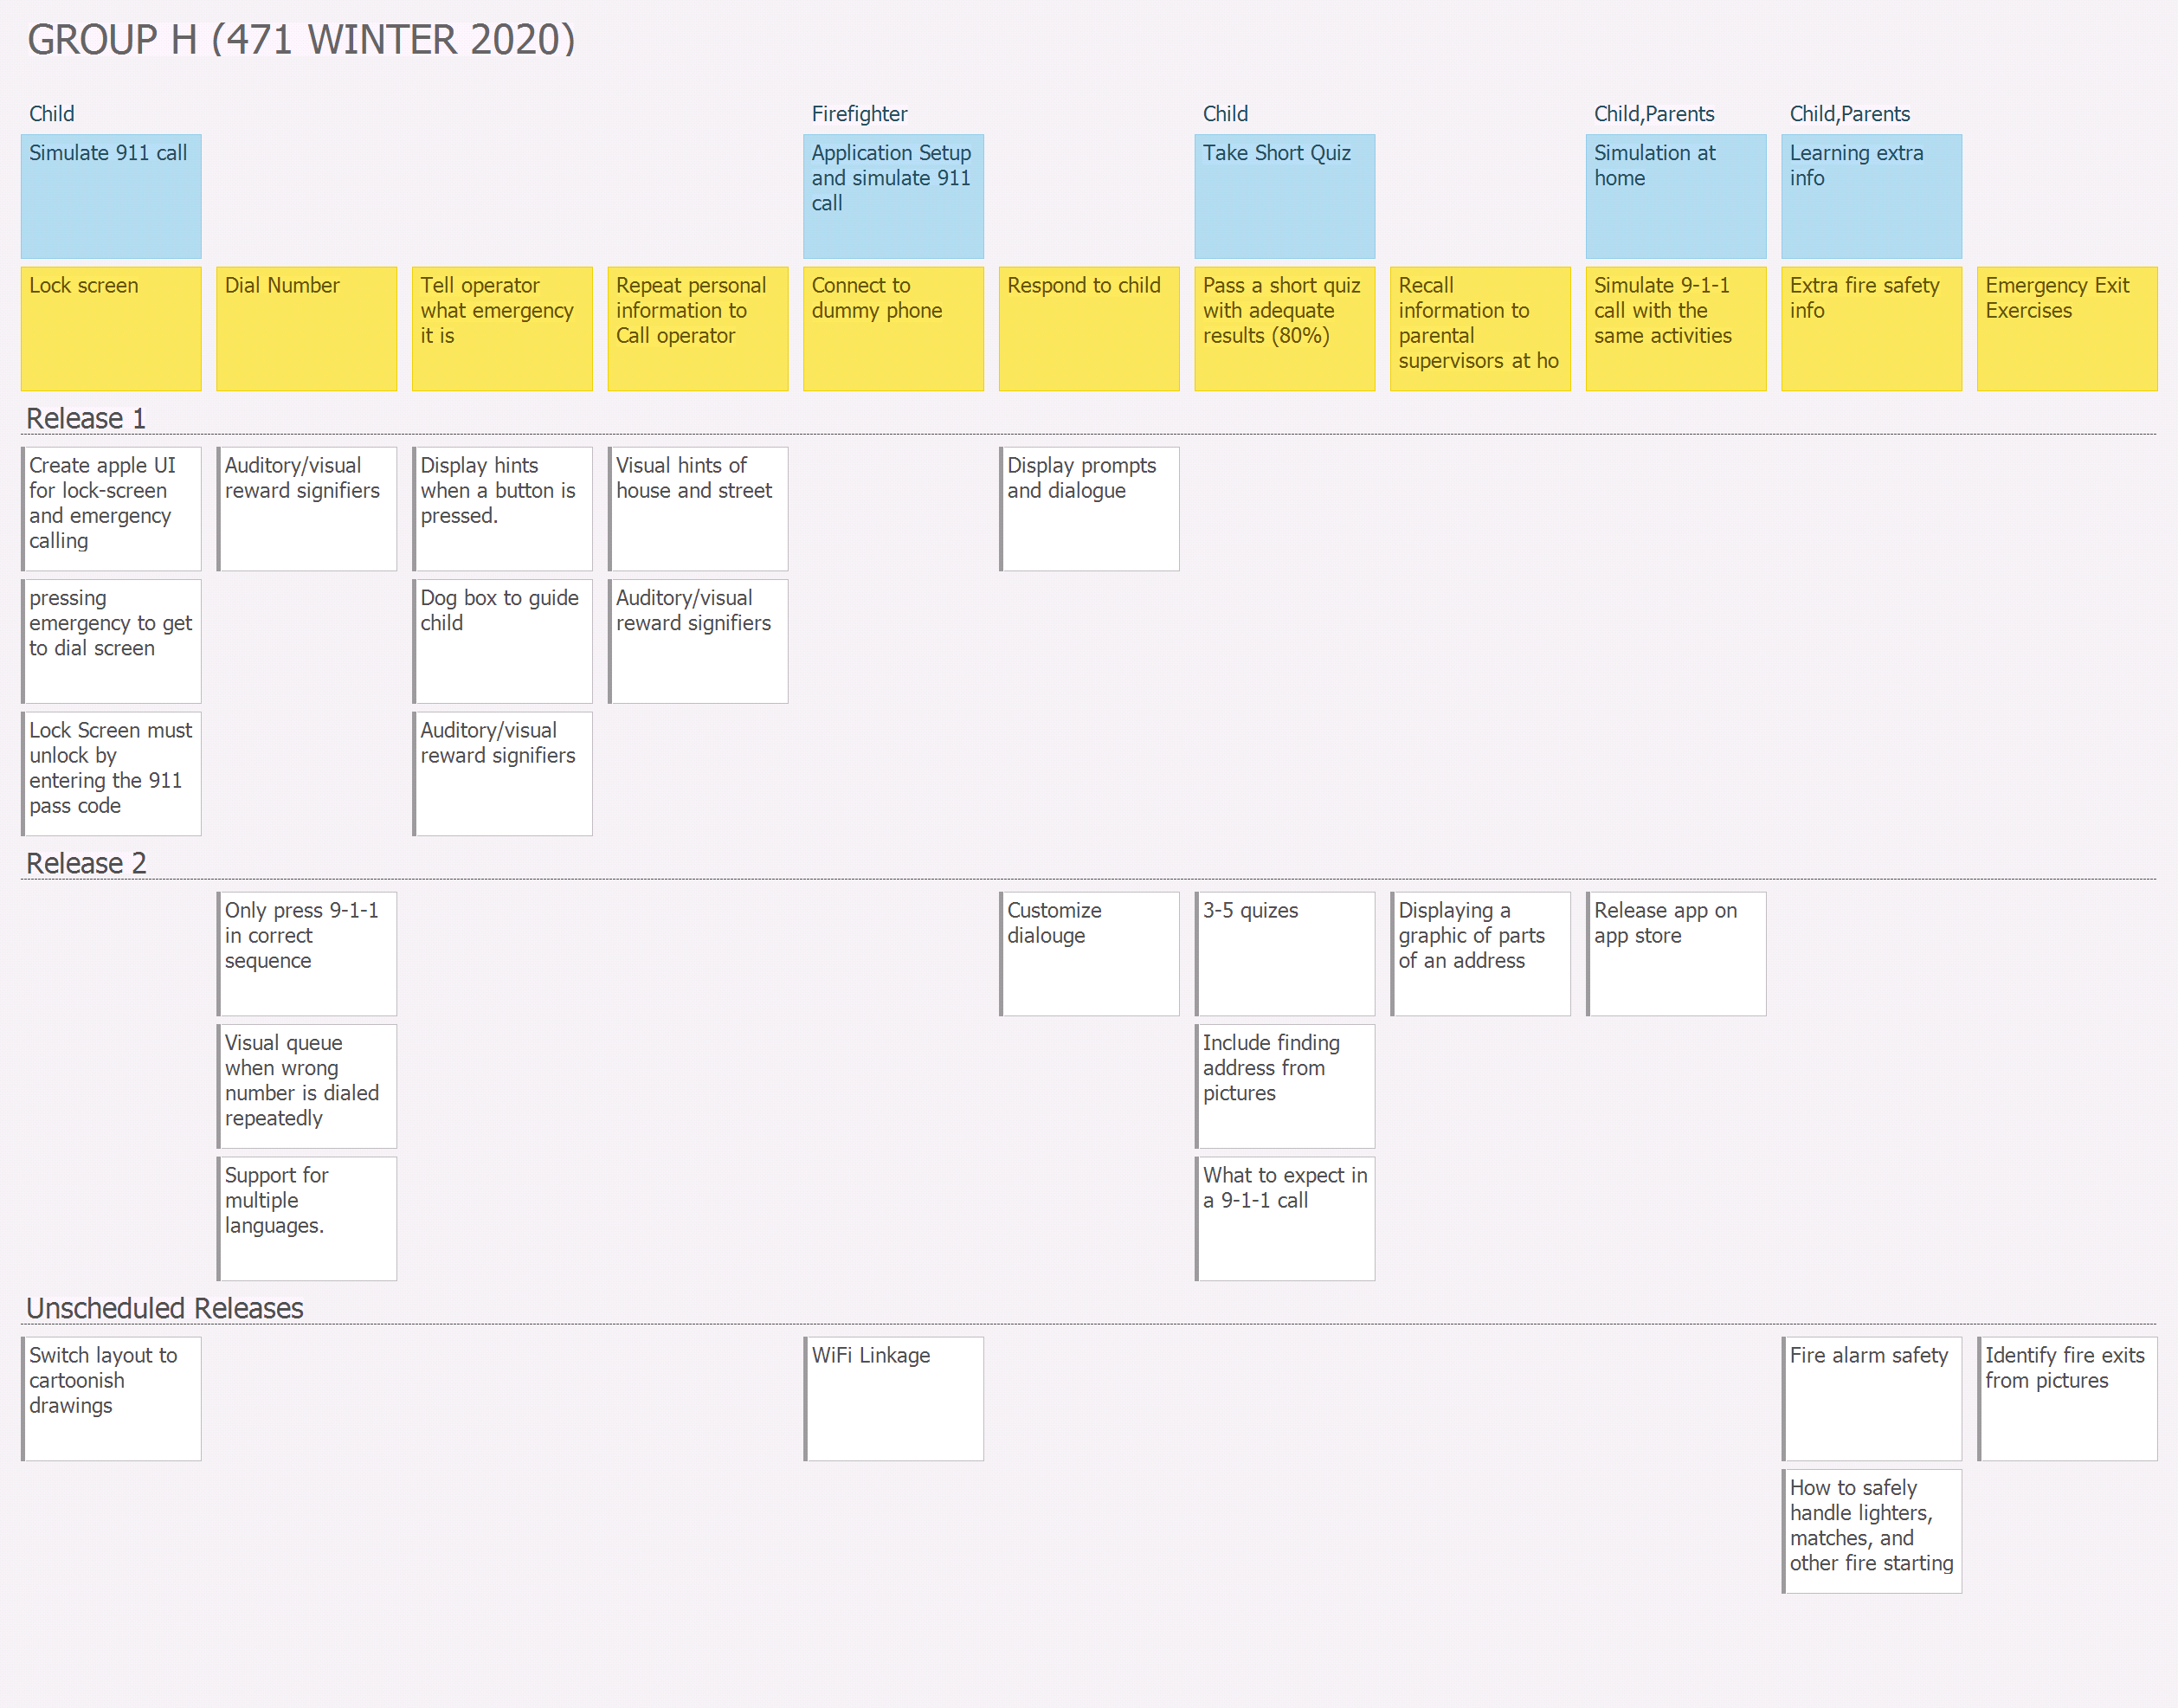 GROUP H (471 WINTER 2020)
Child
Firefighter
Child
Child,Parents
Child,Parents
Simulate 911 call
Application Setup
and simulate 911
call
Take Short Quiz
Simulation at
home
Learning extra
info
Lock screen
Dial Number
Tell operator
what emergency
it is
Repeat personal
information to
Call operator
Connect to
dummy phone
Respond to child
Pass a short quiz
with adequate
results (80%)
Recall
information to
parental
supervisors at ho
Simulate 9-1-1
call with the
same activities
Extra fire safety
info
Emergency Exit
Exercises
Release 1
Create apple UI
for lock-screen
and emergency
calling
Auditory/visual
reward signifiers
Display hints
when a button is
pressed.
Visual hints of
house and street
Display prompts
and dialogue
pressing
emergency to get
to dial screen
Dog box to guide
child
Auditory/visual
reward signifiers
Lock Screen must
unlock by
entering the 911
pass code
Auditory/visual
reward signifiers
Release 2
Only press 9-1-1
in correct
sequence
Customize
dialouge
3-5 quizes
Displaying a
graphic of parts
of an address
Release app on
app store
Visual queue
when wrong
number is dialed
repeatedly
Include finding
address from
pictures
Support for
multiple
languages.
What to expect in
a 9-1-1 call
Unscheduled Releases
Switch layout to
cartoonish
drawings
WiFi Linkage
Fire alarm safety
Identify fire exits
from pictures
How to safely
handle lighters,
matches, and
other fire starting